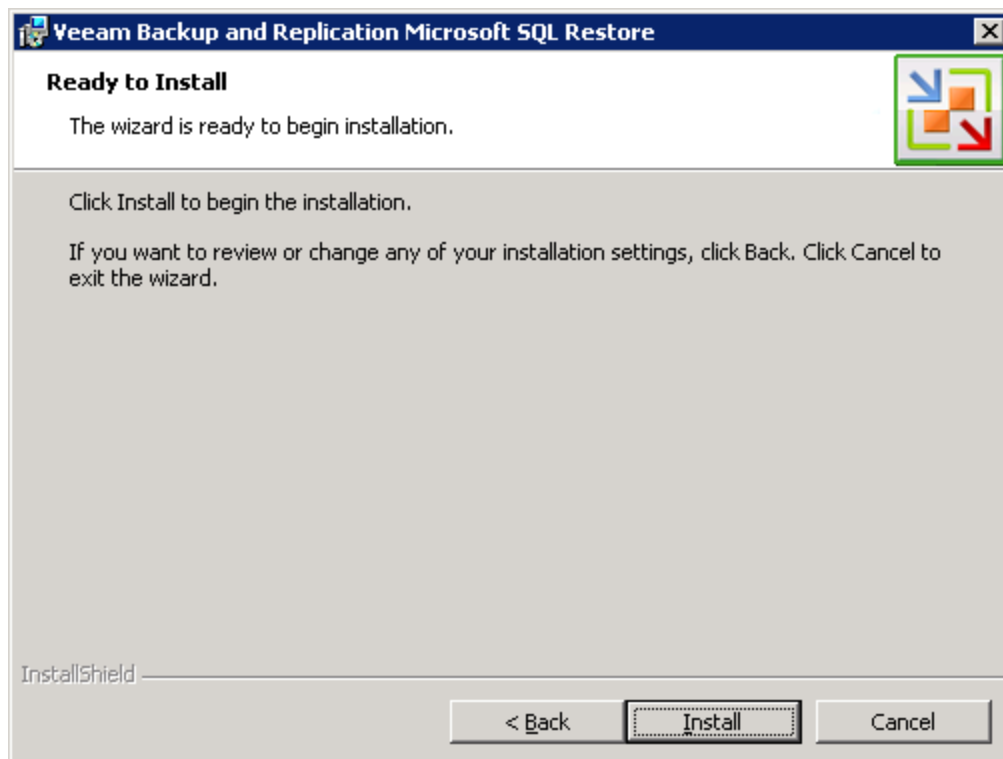 Veeam Backup and Replication Microsoft SQL Restore
Ready to Install
The wizard is ready to begin installation.
Click Install to begin the installation.
If you want to review or change any of your installation settings, click Back. Click Cancel to
exit the wizard.
InstallShield
< Back
Install
Cancel